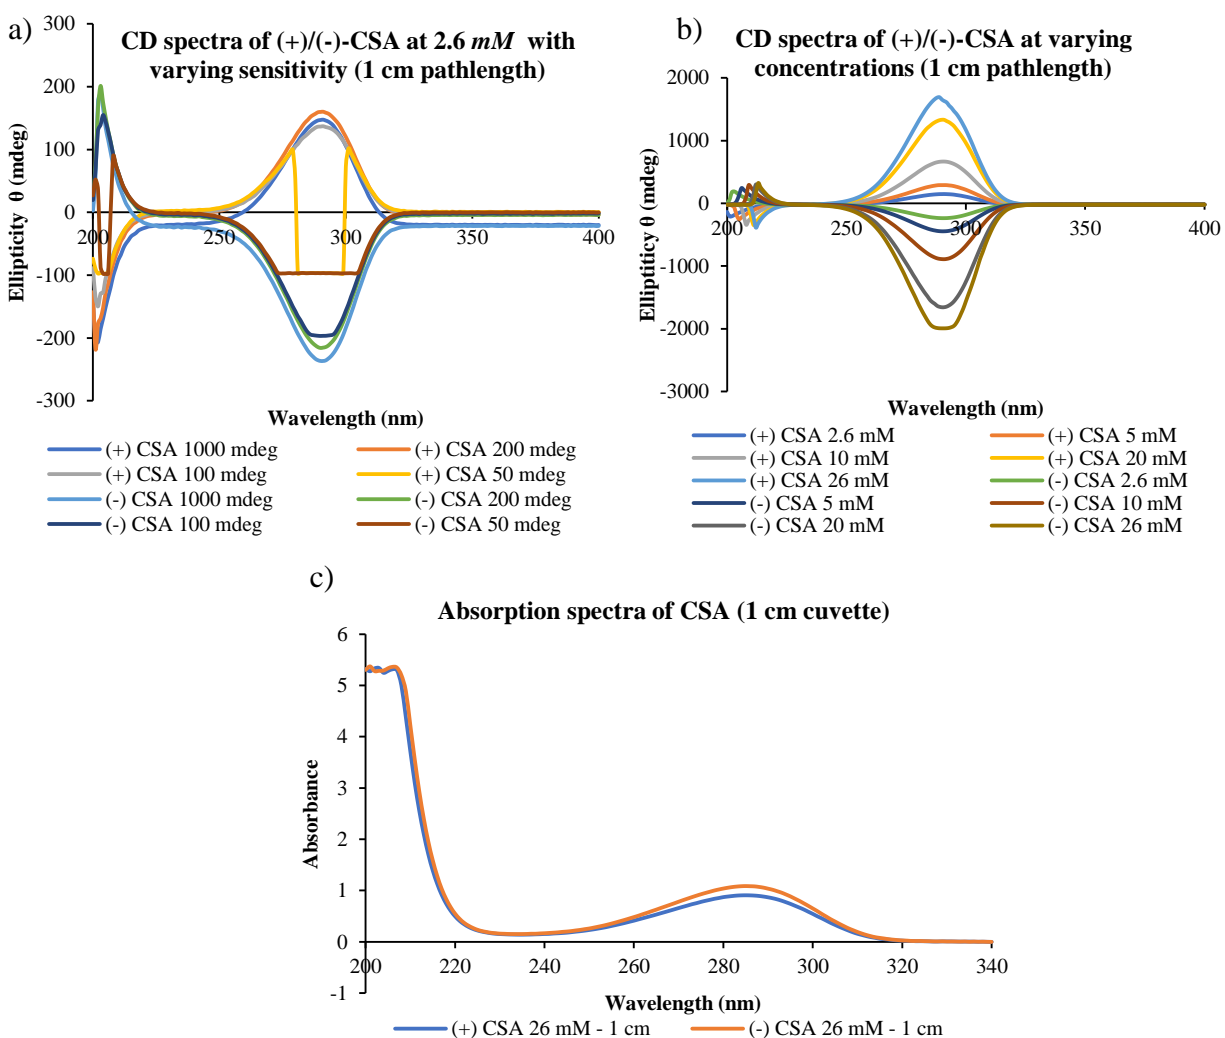 a)
CD spectra of (+)/(-)-CSA at 2.6 mM with
varying sensitivity (1 cm pathlength)
300
200
100
0
-100
-200
-300
200
250
300
350
400
Ellipticity θ (mdeg)
Wavelength (nm)
(+) CSA 1000 mdeg
(+) CSA 200 mdeg
(+) CSA 100 mdeg
(+) CSA 50 mdeg
(-) CSA 1000 mdeg
(-) CSA 200 mdeg
(-) CSA 100 mdeg
(-) CSA 50 mdeg
b)
CD spectra of (+)/(-)-CSA at varying
concentrations (1 cm pathlength)
2000
1000
0
-1000
-2000
-3000
200
250
300
350
400
Elliptiticy θ (mdeg)
Wavelength (nm)
(+) CSA 2.6 mM
(+) CSA 5 mM
(+) CSA 10 mM
(+) CSA 20 mM
(+) CSA 26 mM
(-) CSA 2.6 mM
(-) CSA 5 mM
(-) CSA 10 mM
(-) CSA 20 mM
(-) CSA 26 mM
c)
Absorption spectra of CSA (1 cm cuvette)
6
5
4
3
2
1
0
-1
200
220
240
260
280
300
320
340
Absorbance
Wavelength (nm)
(+) CSA 26 mM - 1 cm
(-) CSA 26 mM - 1 cm